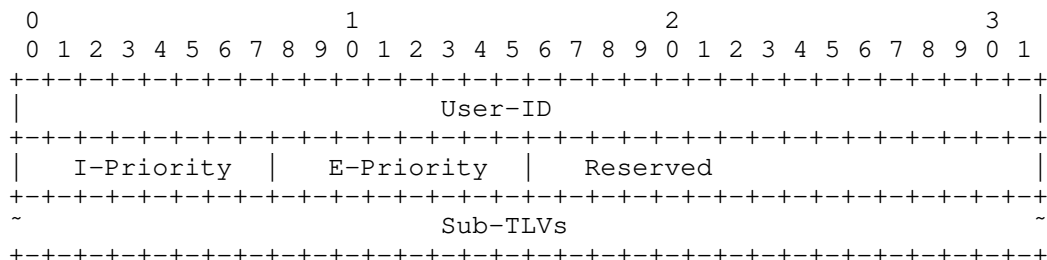 0                   1                   2                   3
 0 1 2 3 4 5 6 7 8 9 0 1 2 3 4 5 6 7 8 9 0 1 2 3 4 5 6 7 8 9 0 1
+-+-+-+-+-+-+-+-+-+-+-+-+-+-+-+-+-+-+-+-+-+-+-+-+-+-+-+-+-+-+-+-+
|                          User-ID                              |
+-+-+-+-+-+-+-+-+-+-+-+-+-+-+-+-+-+-+-+-+-+-+-+-+-+-+-+-+-+-+-+-+
|   I-Priority  |   E-Priority  |   Reserved                    |
+-+-+-+-+-+-+-+-+-+-+-+-+-+-+-+-+-+-+-+-+-+-+-+-+-+-+-+-+-+-+-+-+
~                          Sub-TLVs                             ~
+-+-+-+-+-+-+-+-+-+-+-+-+-+-+-+-+-+-+-+-+-+-+-+-+-+-+-+-+-+-+-+-+